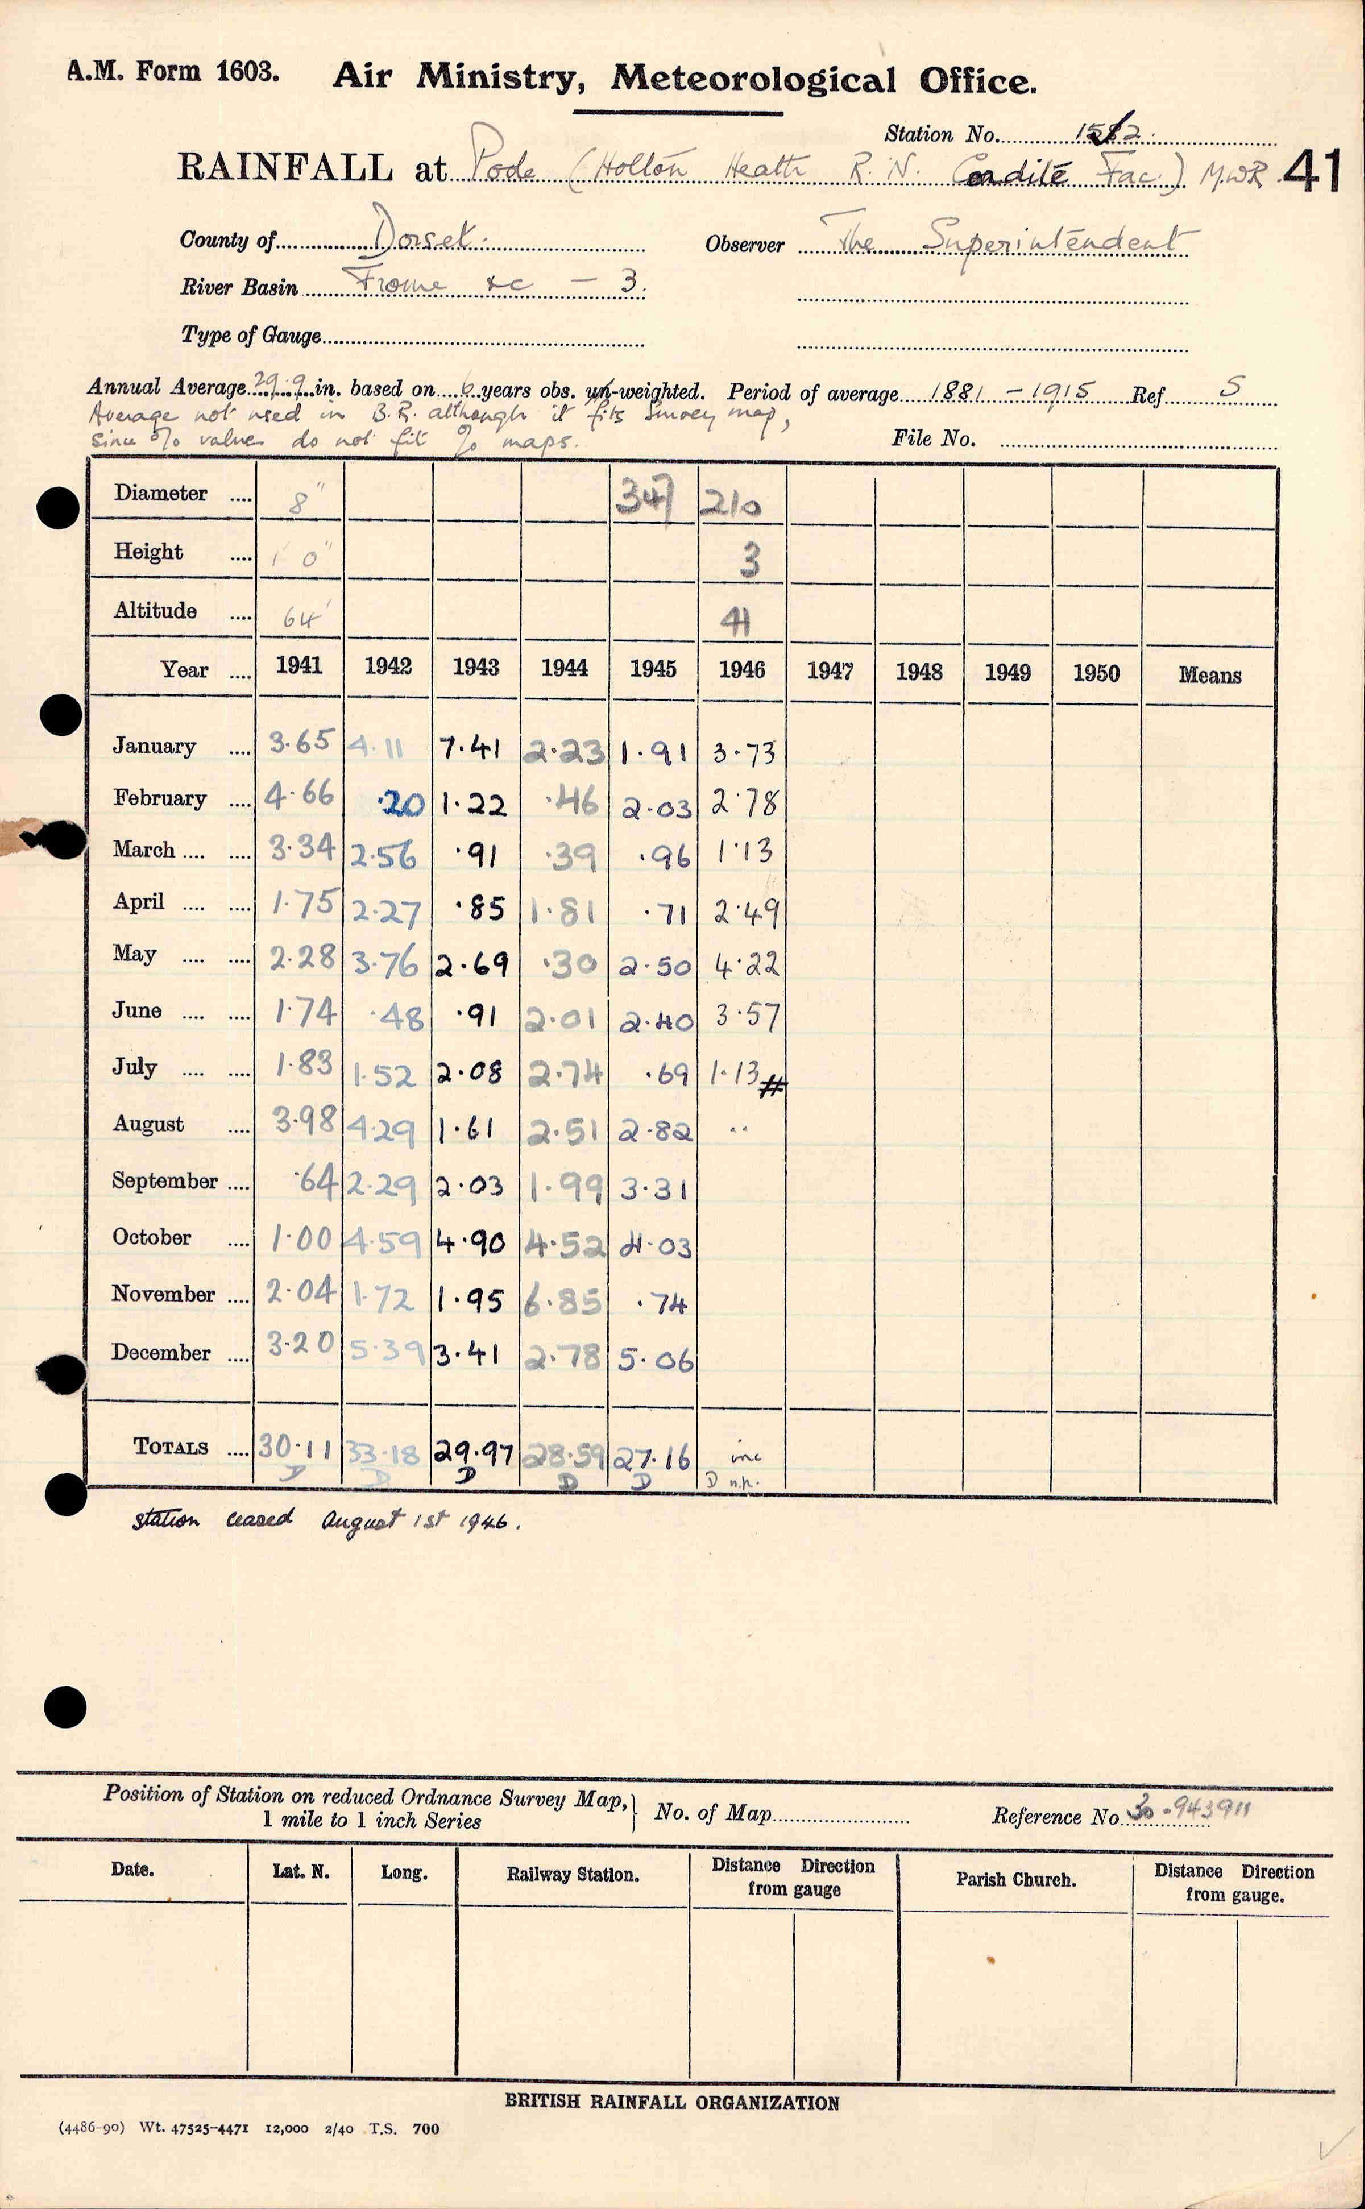 A.M. Form 1603. Air Ministry, Meteorological Office.
Station No. 1582.
RAINFALL at Poole (Holton Heath R.N. Cordite Fac.) M.W.R. 41
County of Dorset. Observer The Superintendent
River Basin Frome &c – 3.
Type of Gauge
Annual Average 29.9 in. based on 6 years obs. un-weighted. Period of average 1881 – 1915 Ref S
Average not used in B.R. although it fits Survey map,
since % values do not fit % maps.
File No.
Diameter .... 8" 347 210
Height .... 1' 0" 3
Altitude .... 64' 41
Year .... 1941 1942 1943 1944 1945 1946 1947 1948 1949 1950 Means
January .... 3.65 4.11 7.41 2.23 1.91 3.73
February .... 4.66 .20 1.22 .46 2.03 2.78
March .... .... 3.34 2.56 .91 .39 .96 1.13
April .... .... 1.75 2.27 .85 1.81 .71 2.49
May .... .... 2.28 3.76 2.69 .30 2.50 4.22
June .... .... 1.74 .48 .91 2.01 2.40 3.57
July .... .... 1.83 1.52 2.08 2.74 .69 1.13 #
August .... 3.98 4.29 1.61 2.51 2.82 ..
September .... .64 2.29 2.03 1.99 3.31
October .... 1.00 4.59 4.90 4.52 4.03
November .... 2.04 1.72 1.95 6.85 .74
December .... 3.20 5.39 3.41 2.78 5.06
TOTALS .... 30.11 33.18 29.97 28.59 27.16 inc
D D D D D D n.p.
station ceased august 1st 1946.
Position of Station on reduced Ordnance Survey Map, 1 mile to 1 inch Series } No. of Map Reference No 30-943911
Date. Lat. N. Long. Railway Station. Distance Direction from gauge Parish Church. Distance Direction from gauge.
BRITISH RAINFALL ORGANIZATION
(4486-90) Wt. 47525-4471 12,000 2/40 T.S. 700